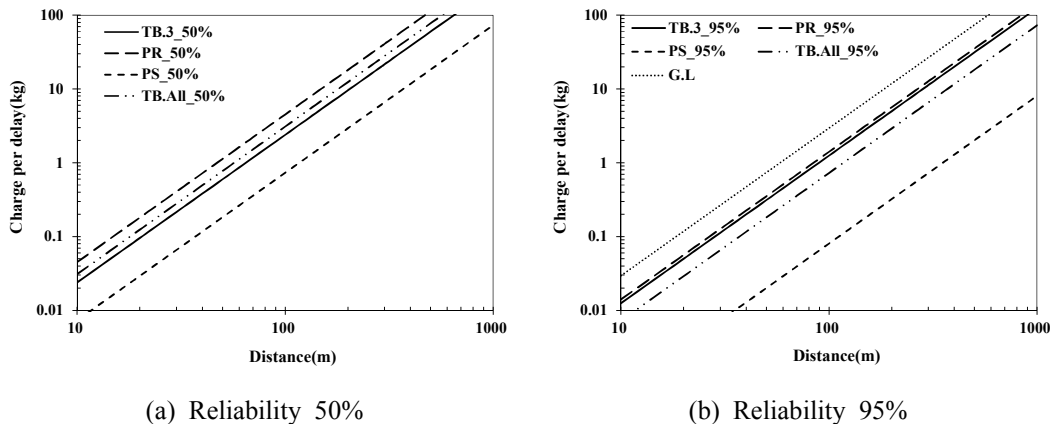 100
10
1
0.1
0.01
Charge per delay(kg)
TB.3_50%
PR_50%
PS_50%
TB.All_50%
10 100 1000
Distance(m)
(a) Reliability 50%
100
10
1
0.1
0.01
Charge per delay(kg)
TB.3_95% PR_95%
PS_95% TB.All_95%
G.L
10 100 1000
Distance(m)
(b) Reliability 95%